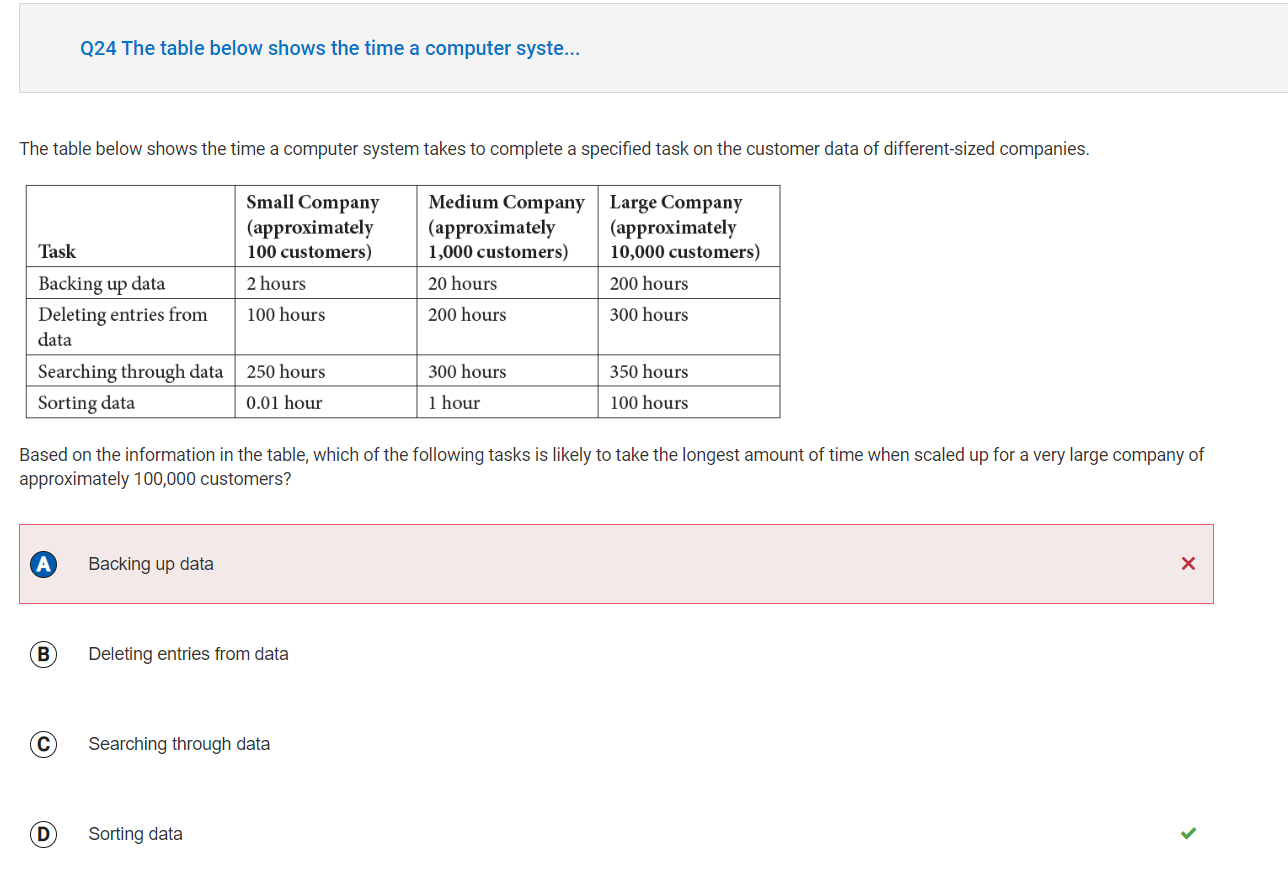 Q24 The table below shows the time a computer syste...
The table below shows the time a computer system takes to complete a specified task on the customer data of different-sized companies.
Task
Small Company
(approximately
100 customers)
Medium Company
(approximately
1,000 customers)
Large Company
(approximately
10,000 customers)
Backing up data 2 hours 20 hours 200 hours
Deleting entries from 100 hours 200 hours 300 hours
data
Searching through data 250 hours 300 hours 350 hours
Sorting data 0.01 hour 1 hour 100 hours
Based on the information in the table, which of the following tasks is likely to take the longest amount of time when scaled up for a very large company of
approximately 100,000 customers?
A Backing up data
B Deleting entries from data
C Searching through data
D Sorting data